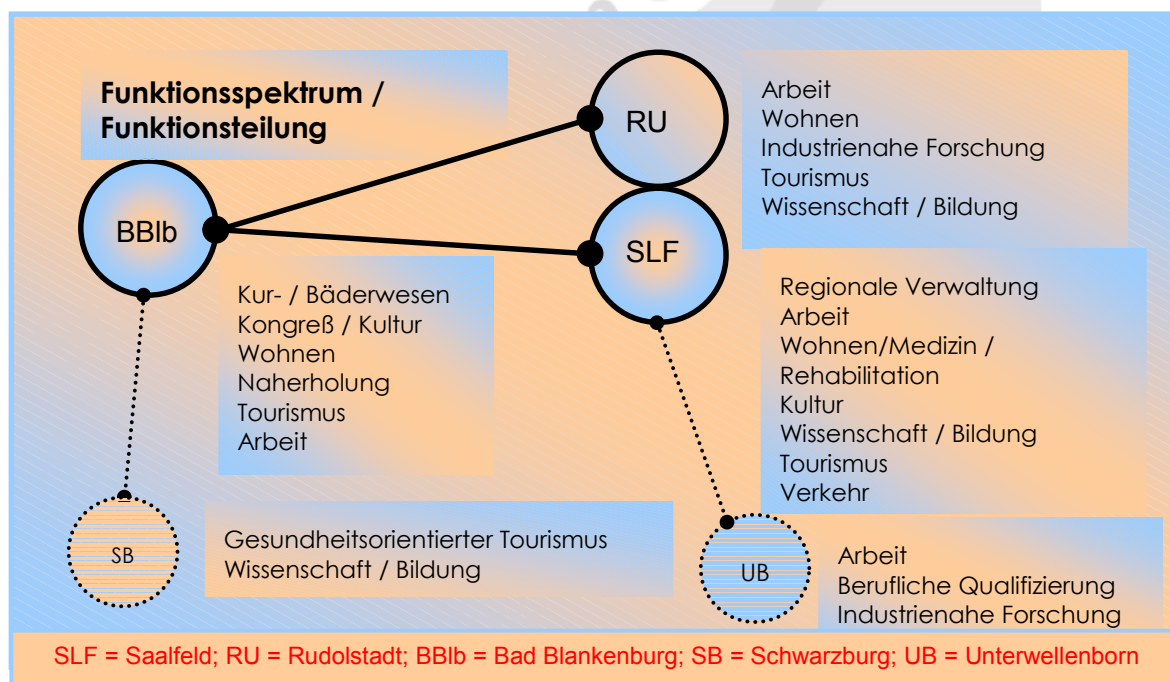 Funktionsspektrum /
Funktionsteilung
RU
Arbeit
Wohnen
Industrienahe Forschung
Tourismus
Wissenschaft / Bildung
BBlb
SLF
Kur- / Bäderwesen
Kongreß / Kultur
Wohnen
Naherholung
Tourismus
Arbeit
Regionale Verwaltung
Arbeit
Wohnen/Medizin /
Rehabilitation
Kultur
Wissenschaft / Bildung
Tourismus
Verkehr
SB
Gesundheitsorientierter Tourismus
Wissenschaft / Bildung
UB
Arbeit
Berufliche Qualifizierung
Industrienahe Forschung
SLF = Saalfeld; RU = Rudolstadt; BBlb = Bad Blankenburg; SB = Schwarzburg; UB = Unterwellenborn